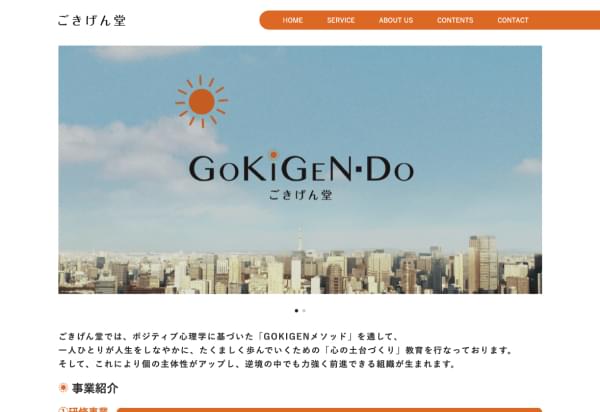 ごきげん堂
HOME SERVICE ABOUT US CONTENTS CONTACT
GOKIGEN·DO
ごきげん堂
ごきげん堂では、ポジティブ心理学に基づいた「GOKIGENメソッド」を通して、
一人ひとりが人生をしなやかに、たくましく歩んでいくための「心の土台づくり」教育を行なっております。
そして、これにより個の主体性がアップし、逆境の中でも力強く前進できる組織が生まれます。
事業紹介
①研修事業